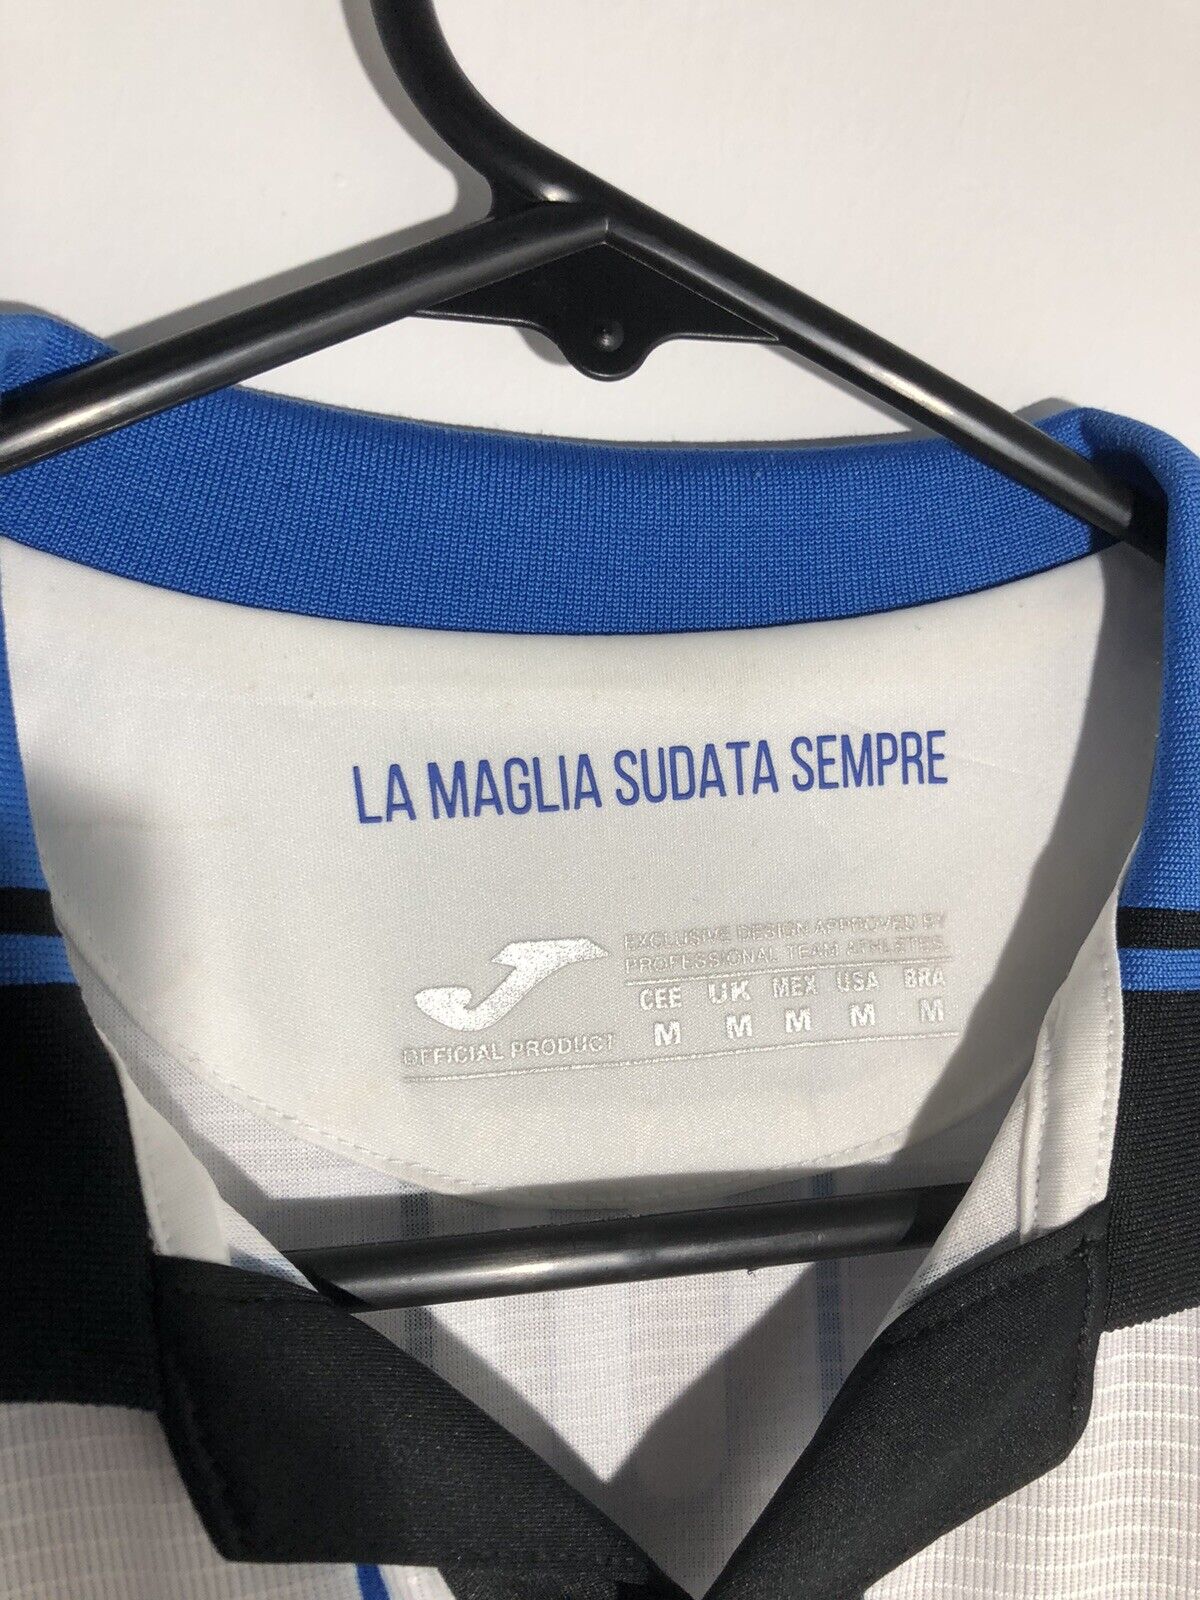 LA MAGLIA SUDATA SEMPRE
EXCLUSIVE DESIGN APPROVED BY
PROFESSIONAL TEAM ATHLETES.
CEE UK MEX USA BRA
M M M M M
OFFICIAL PRODUCT